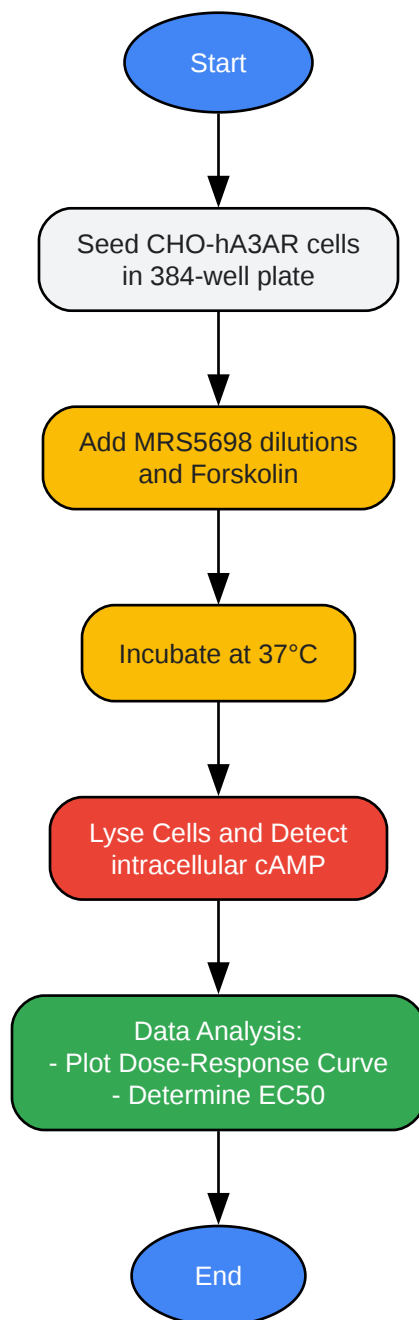 Start
Seed CHO-hA3AR cells
in 384-well plate
Add MRS5698 dilutions
and Forskolin
Incubate at 37°C
Lyse Cells and Detect
intracellular cAMP
Data Analysis:
- Plot Dose-Response Curve
- Determine EC50
End